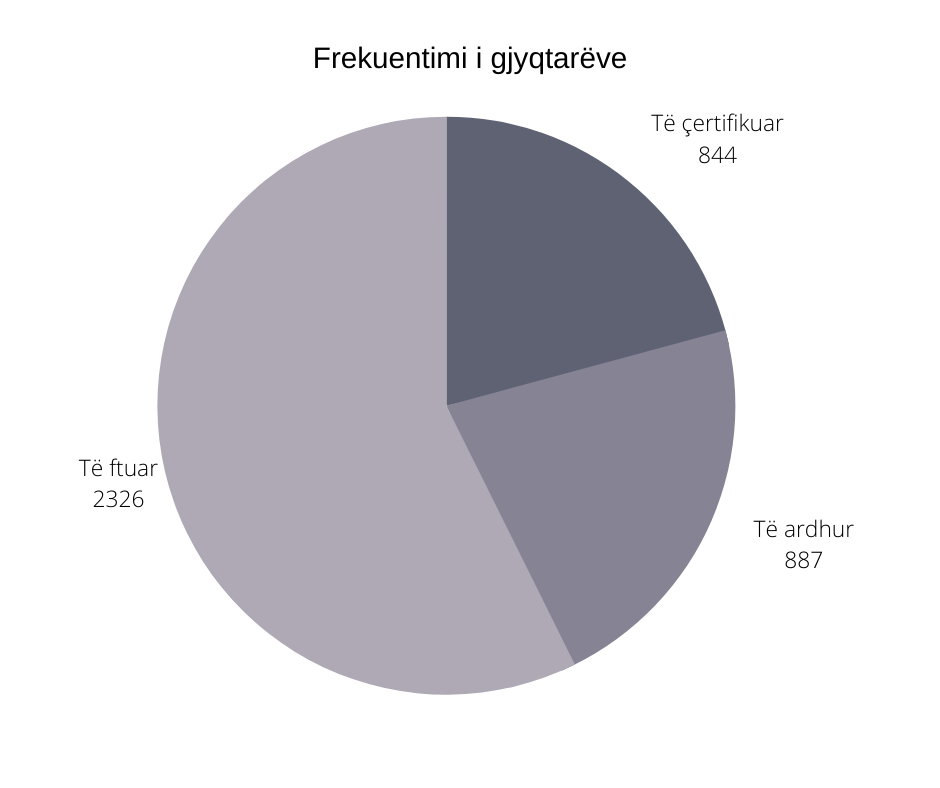 Frekuentimi i gjyqtarëve
Të çertifikuar
844
Të ftuar
2326
Të ardhur
887